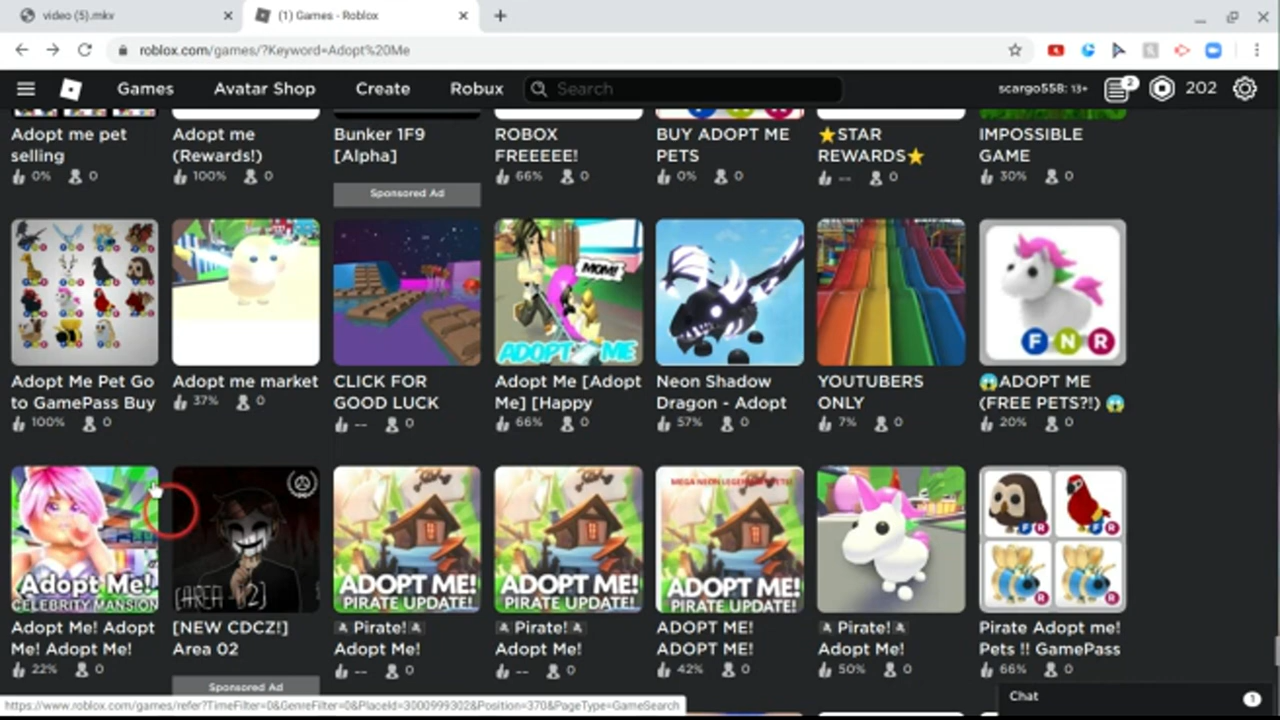 video (5).mkv
(1) Games - Roblox
roblox.com/games/?Keyword=Adopt%20Me
Games
Avatar Shop
Create
Robux
Search
scargo558: 13+
2
202
Adopt me pet
selling
0% 0
Adopt me
(Rewards!)
100% 0
Bunker 1F9
[Alpha]
Sponsored Ad
ROBOX
FREEEEE!
66% 0
BUY ADOPT ME
PETS
0% 0
⭐STAR
REWARDS⭐
-- 0
IMPOSSIBLE
GAME
30% 0
Adopt Me Pet Go
to GamePass Buy
100% 0
Adopt me market
37% 0
CLICK FOR
GOOD LUCK
-- 0
MOM!
ADOPT ME
Adopt Me [Adopt
Me] [Happy
66% 0
Neon Shadow
Dragon - Adopt
57% 0
YOUTUBERS
ONLY
7% 0
F N R
😱ADOPT ME
(FREE PETS?!) 😱
20% 0
Adopt Me!
CELEBRITY MANSION
Adopt Me! Adopt
Me! Adopt Me!
22% 0
[AREA 02]
[NEW CDCZ!]
Area 02
Sponsored Ad
ADOPT ME!
PIRATE UPDATE!
Pirate!
Adopt Me!
-- 0
ADOPT ME!
PIRATE UPDATE!
Pirate!
Adopt Me!
-- 0
ADOPT ME!
PIRATE UPDATE!
ADOPT ME!
ADOPT ME!
42% 0
Pirate!
Adopt Me!
50% 0
F R
F R
R
R
Pirate Adopt me!
Pets !! GamePass
66% 0
Chat
1
https://www.roblox.com/games/refer?TimeFilter=0&GenreFilter=0&PlaceId=3000999302&Position=370&PageType=GameSearch